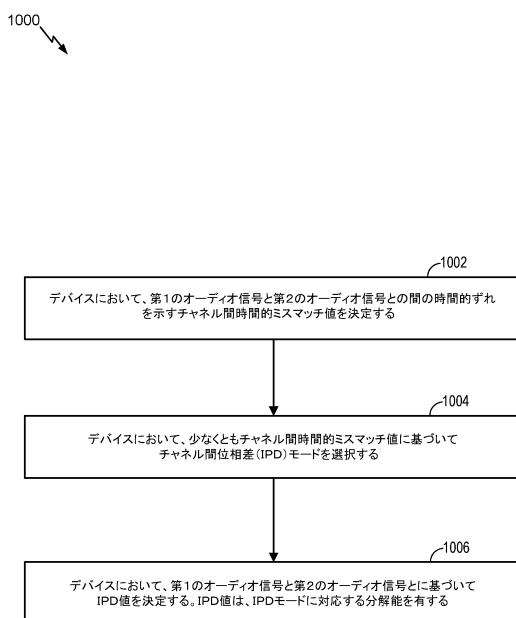 1000
1002
デバイスにおいて、第1のオーディオ信号と第2のオーディオ信号との間の時間的ずれ
を示すチャネル間時間的ミスマッチ値を決定する
1004
デバイスにおいて、少なくともチャネル間時間的ミスマッチ値に基づいて
チャネル間位相差(IPD)モードを選択する
1006
デバイスにおいて、第1のオーディオ信号と第2のオーディオ信号とに基づいて
IPD値を決定する。IPD値は、IPDモードに対応する分解能を有する